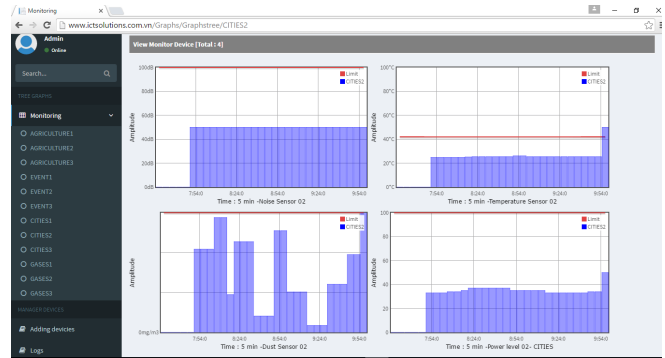 Monitoring
www.ictsolutions.com.vn/Graphs/Graphstree/CITIES2
Admin
Online
Search...
TREE GRAPHS
Monitoring
AGRICULTURE1
AGRICULTURE2
AGRICULTURE3
EVENT1
EVENT2
EVENT3
CITIES1
CITIES2
CITIES3
GASES1
GASES2
GASES3
MANAGER DEVICES
Adding devices
Logs
View Monitor Device [Total : 4]
100dB
80dB
60dB
40dB
20dB
0dB
Amplitude
Limit
CITIES2
7:54:0 8:24:0 8:54:0 9:24:0 9:54:0
Time : 5 min -Noise Sensor 02
100°C
80°C
60°C
40°C
20°C
0°C
Amplitude
Limit
CITIES2
7:54:0 8:24:0 8:54:0 9:24:0 9:54:0
Time : 5 min -Temperature Sensor 02
0mg/m3
Amplitude
Limit
CITIES2
7:54:0 8:24:0 8:54:0 9:24:0 9:54:0
Time : 5 min -Dust Sensor 02
100
80
60
40
20
0
Amplitude
Limit
CITIES2
7:54:0 8:24:0 8:54:0 9:24:0 9:54:0
Time : 5 min -Power level 02- CITIES